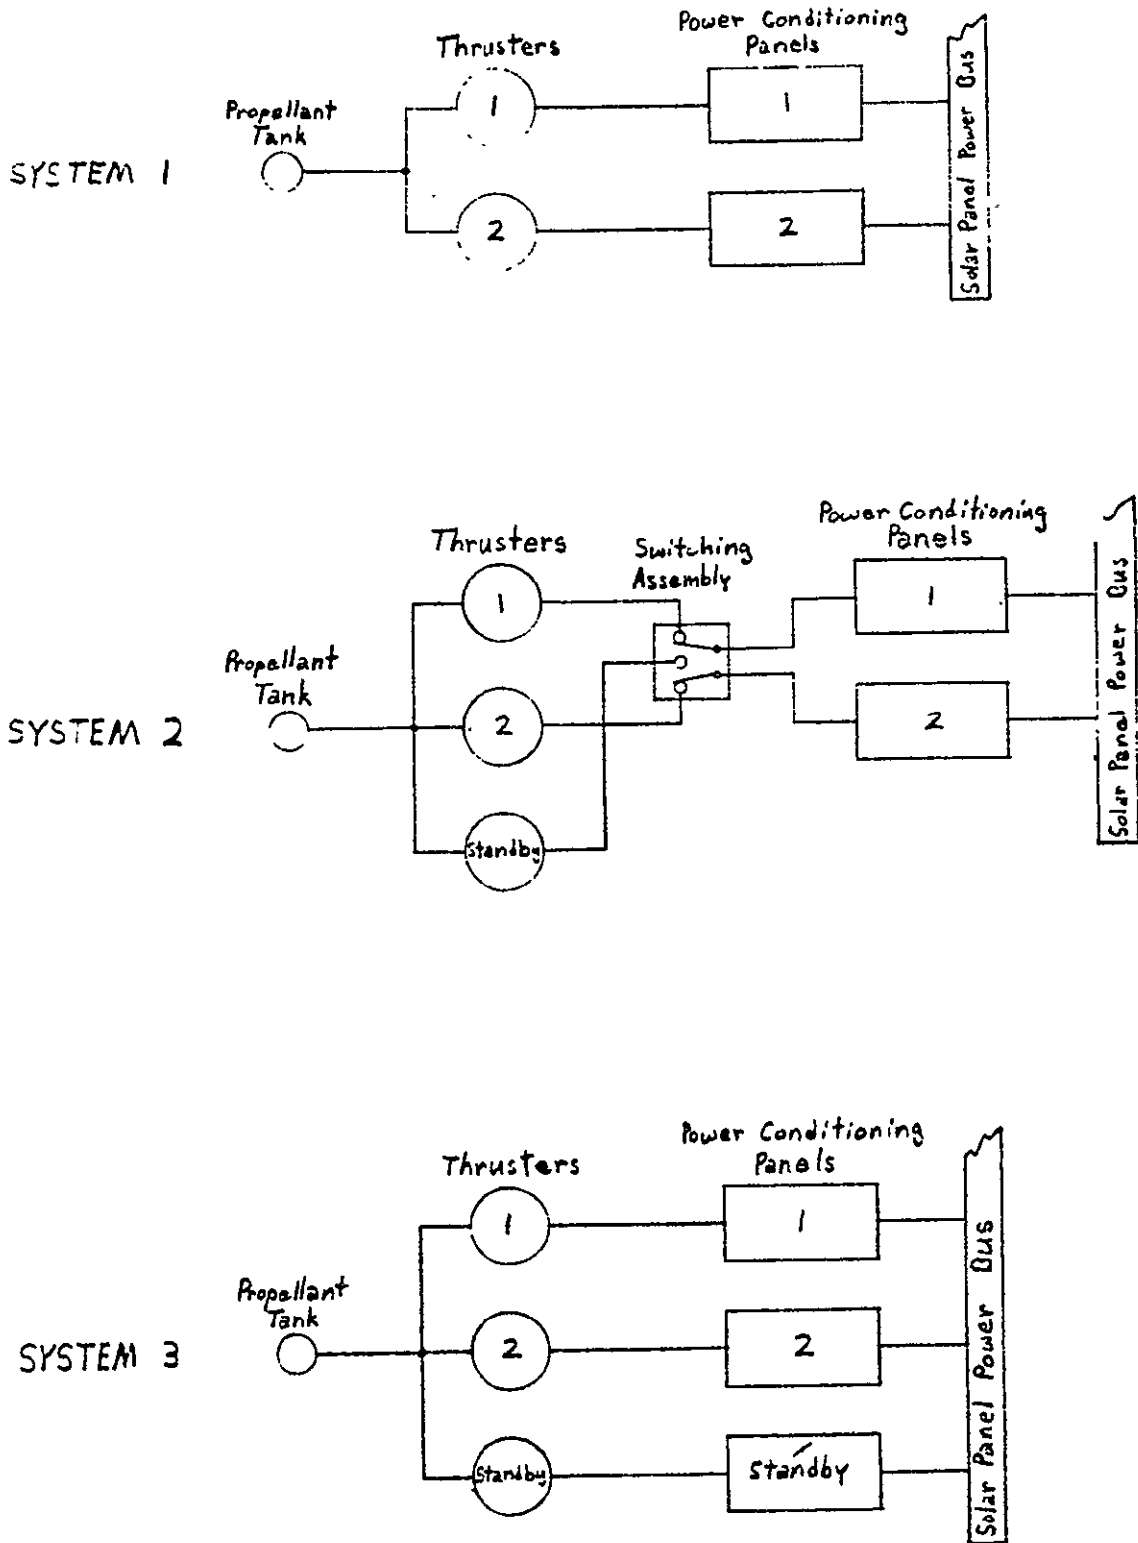 Power Conditioning
Panels
Thrusters
Solar Panel Power Bus
1
1
Propellant
Tank
SYSTEM 1
2
2
Power Conditioning
Panels
Thrusters
Switching
Assembly
Solar Panel Power Bus
1
1
Propellant
Tank
SYSTEM 2
2
2
Standby
Power Conditioning
Panels
Thrusters
Solar Panel Power Bus
1
1
Propellant
Tank
SYSTEM 3
2
2
Standby
Standby